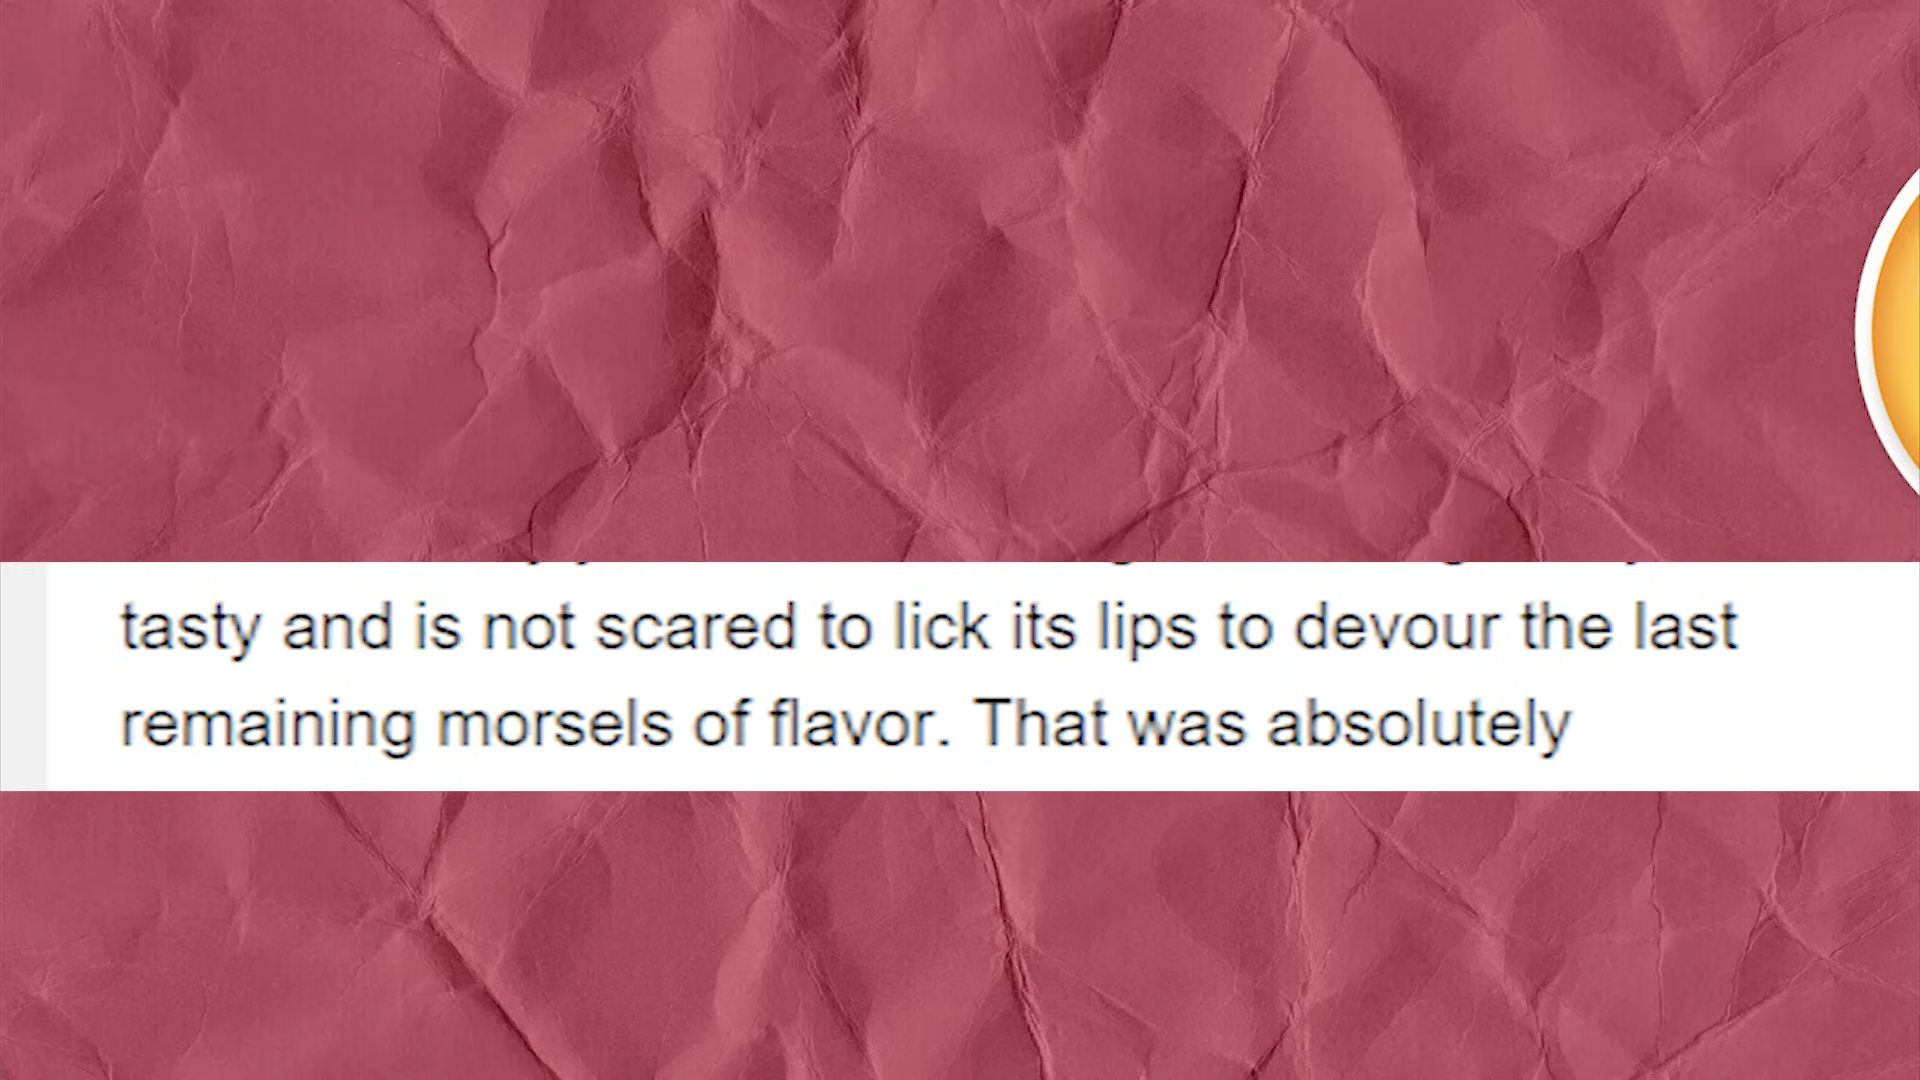 tasty and is not scared to lick its lips to devour the last
remaining morsels of flavor. That was absolutely